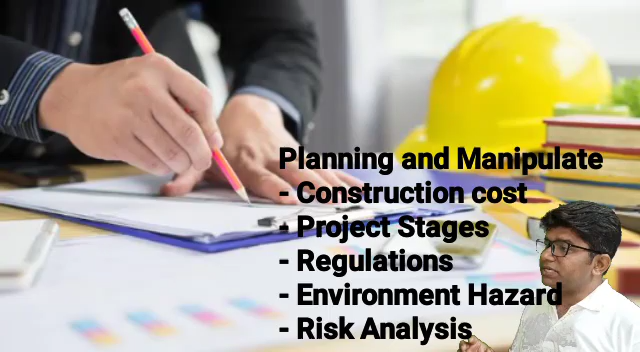 Planning and Manipulate
- Construction cost
- Project Stages
- Regulations
- Environment Hazard
- Risk Analysis